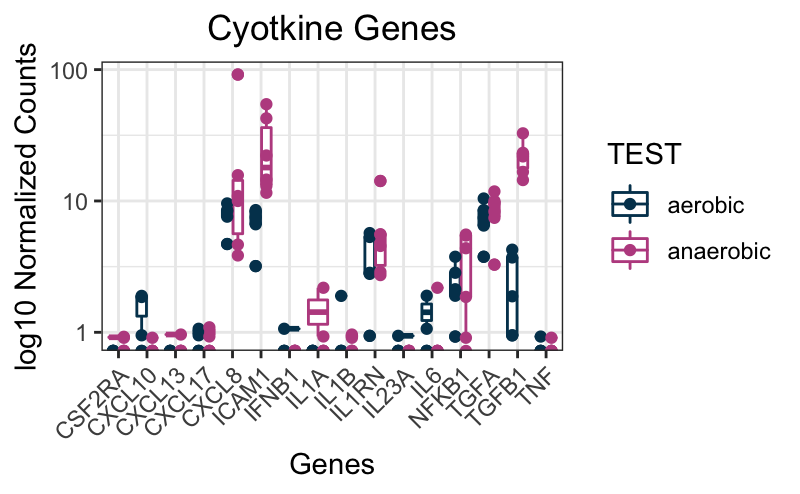 Cyotkine Genes
log10 Normalized Counts
100
10
1
CSF2RA
CXCL10
CXCL13
CXCL17
CXCL8
ICAM1
IFNB1
IL1A
IL1B
IL1RN
IL23A
IL6
NFKB1
TGFA
TGFB1
TNF
Genes
TEST
aerobic
anaerobic